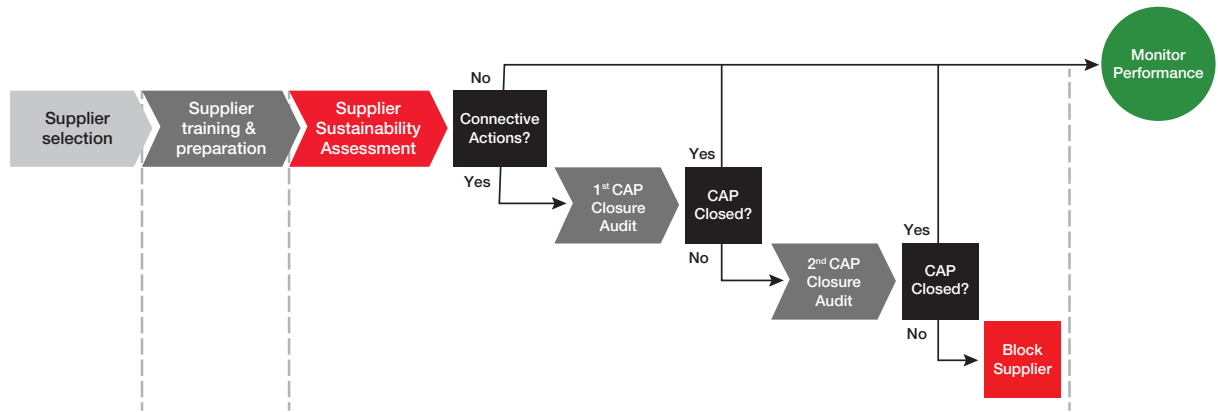 Supplier
selection
Supplier
training &
preparation
Supplier
Sustainability
Assessment
No
Connective
Actions?
Yes
1st CAP
Closure
Audit
Yes
CAP
Closed?
No
2nd CAP
Closure
Audit
Yes
CAP
Closed?
No
Block
Supplier
Monitor
Performance